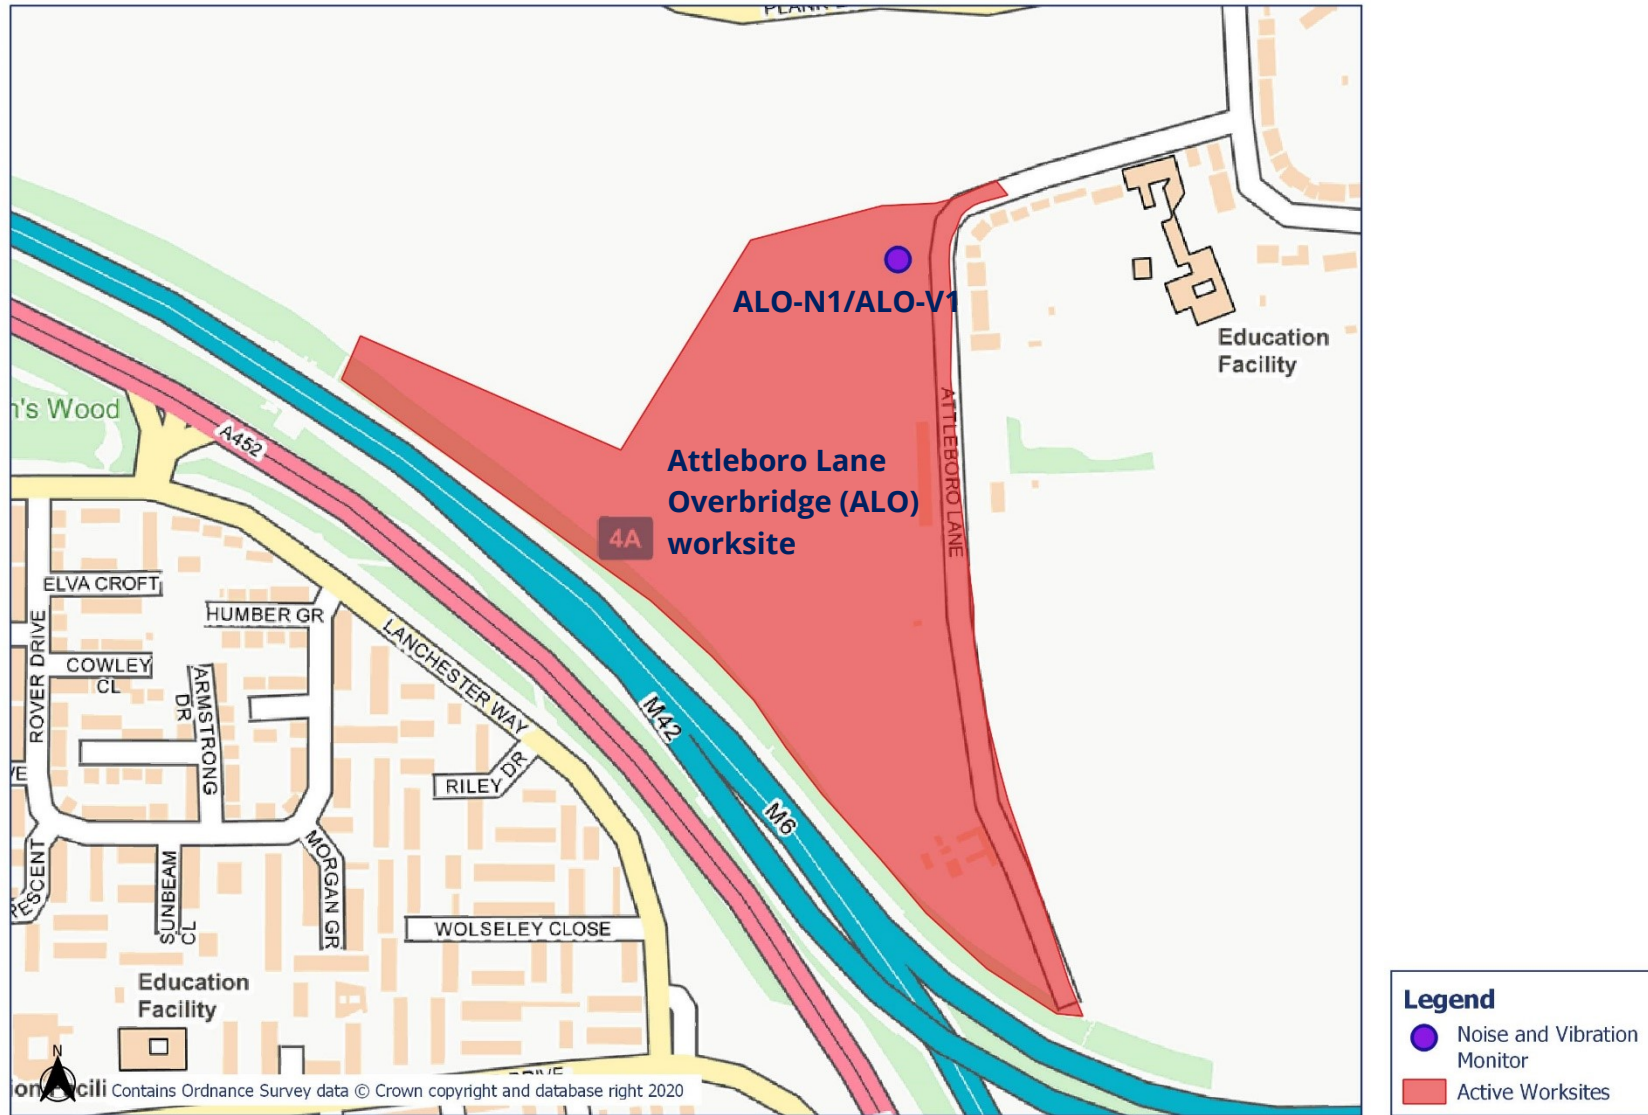 ALO-N1/ALO-V1
Education
Facility
n's Wood
A452
ATTLEBORO LANE
Attleboro Lane
Overbridge (ALO)
worksite
4A
ELVA CROFT
HUMBER GR
ROVER DRIVE
COWLEY
CL
ARMSTRONG
DR
LANCHESTER WAY
M42
RILEY DR
M6
MORGAN GR
SUNBEAM
CL
WOLSELEY CLOSE
Education
Facility
N
Contains Ordnance Survey data © Crown copyright and database right 2020
Legend
Noise and Vibration
Monitor
Active Worksites